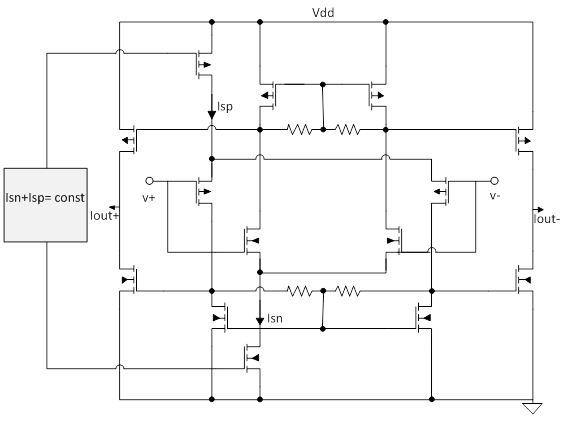 Vdd
Isp
Isn+Isp= const
v+
v-
Iout+
Iout-
Isn